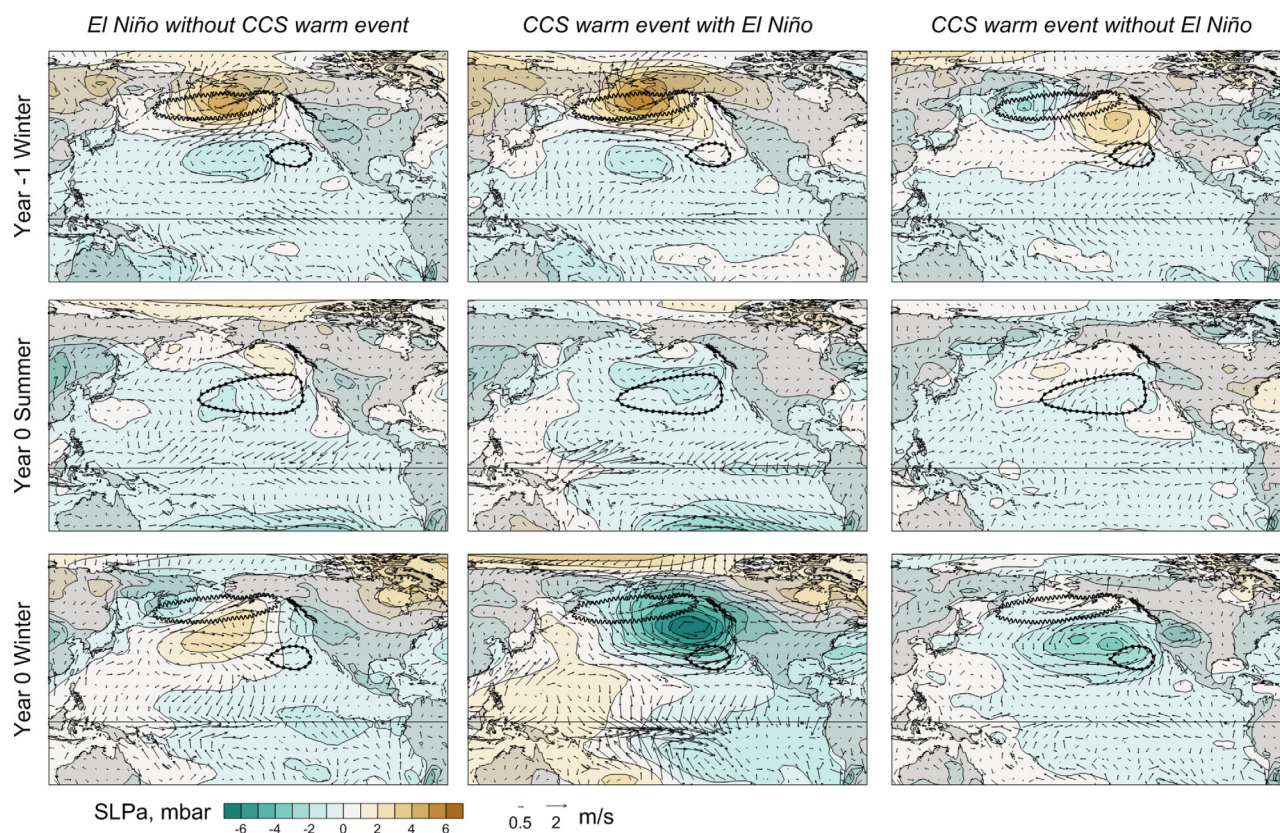 El Niño without CCS warm event
CCS warm event with El Niño
CCS warm event without El Niño
Year -1 Winter
Year 0 Summer
Year 0 Winter
SLPa, mbar
-6 -4 -2 0 2 4 6
0.5 2 m/s